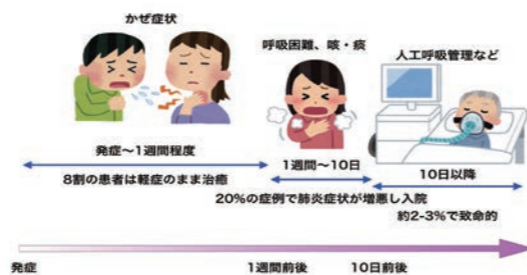 かぜ症状
呼吸困難、咳・痰
人工呼吸管理など
発症～1週間程度
1週間～10日
10日以降
8割の患者は軽症のまま治癒
20%の症例で肺炎症状が増悪し入院
約2-3%で致命的
発症
1週間前後
10日前後